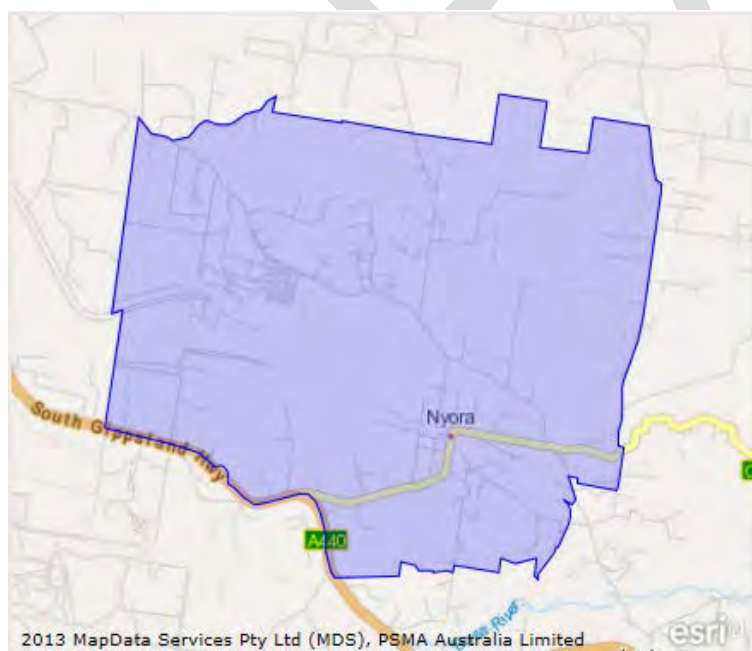 Nyora
South Gippsland Hwy
A440
River
esri
2013 MapData Services Pty Ltd (MDS), PSMA Australia Limited